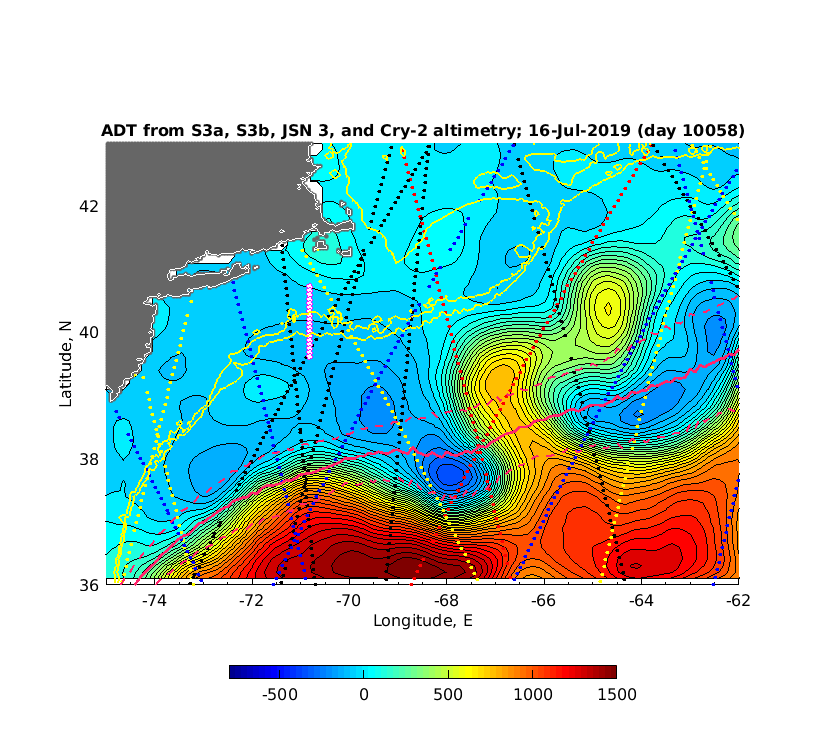 ADT from S3a, S3b, JSN 3, and Cry-2 altimetry; 16-Jul-2019 (day 10058)
42
40
38
36
Latitude, N
-74 -72 -70 -68 -66 -64 -62
Longitude, E
-500 0 500 1000 1500